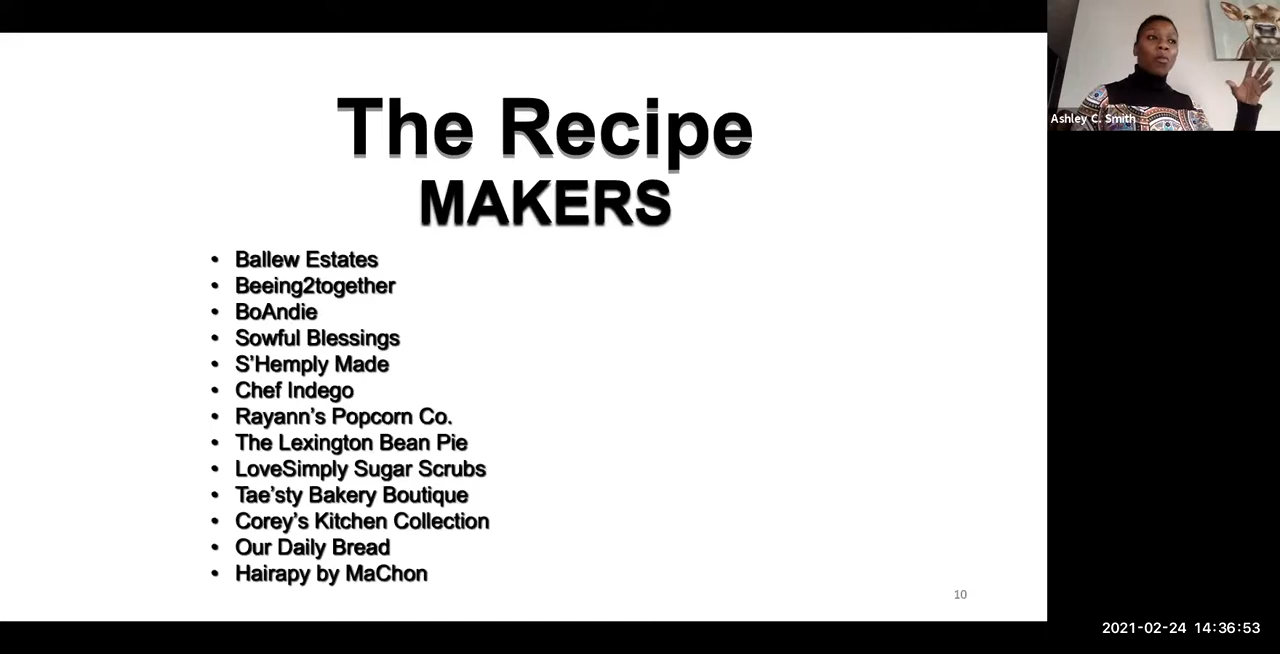 The Recipe
MAKERS
• Ballew Estates
• Beeing2together
• BoAndie
• Sowful Blessings
• S'Hemply Made
• Chef Indego
• Rayann's Popcorn Co.
• The Lexington Bean Pie
• LoveSimply Sugar Scrubs
• Tae'sty Bakery Boutique
• Corey's Kitchen Collection
• Our Daily Bread
• Hairapy by MaChon
10
Ashley C. Smith
2021-02-24 14:36:53